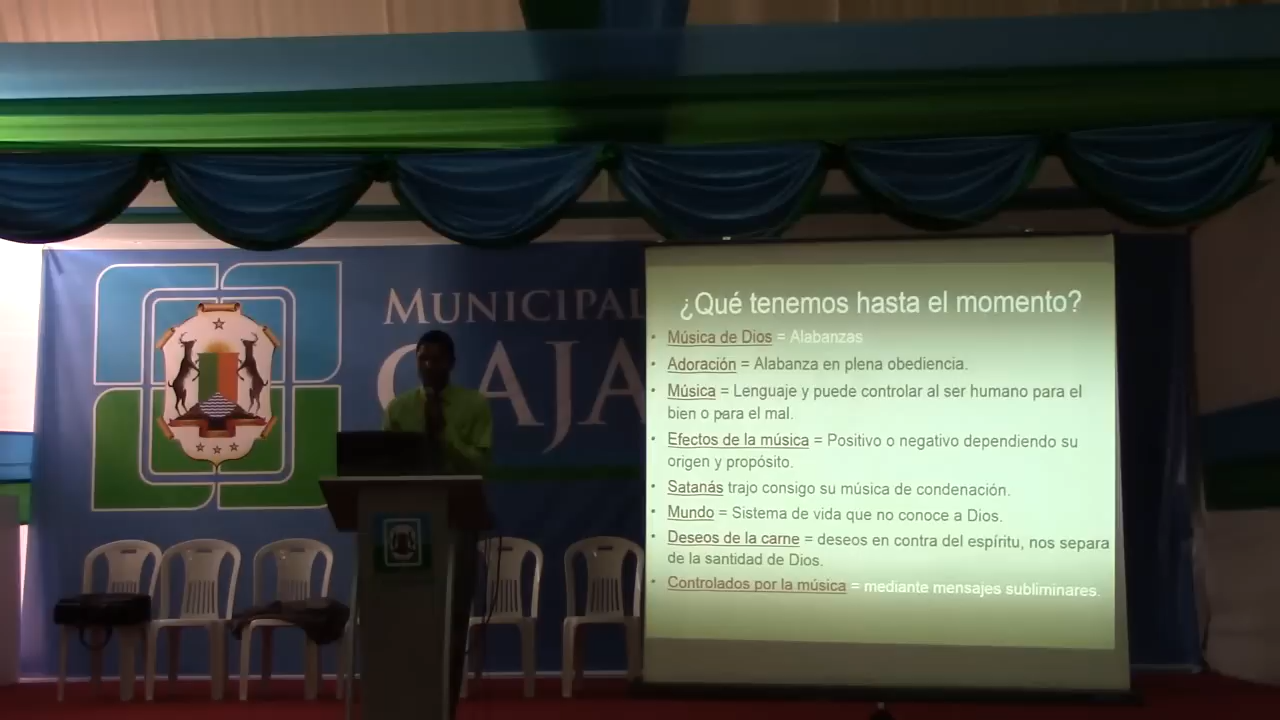 MUNICIPAL
CAJA
¿Qué tenemos hasta el momento?
• Música de Dios = Alabanzas
• Adoración = Alabanza en plena obediencia.
• Música = Lenguaje y puede controlar al ser humano para el
bien o para el mal.
• Efectos de la música = Positivo o negativo dependiendo su
origen y propósito.
• Satanás trajo consigo su música de condenación.
• Mundo = Sistema de vida que no conoce a Dios.
• Deseos de la carne = deseos en contra del espíritu, nos separa
de la santidad de Dios.
• Controlados por la música = mediante mensajes subliminares.